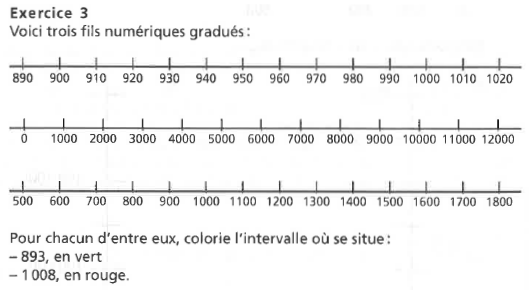 Exercice 3
Voici trois fils numériques gradués :
890 900 910 920 930 940 950 960 970 980 990 1000 1010 1020
0 1000 2000 3000 4000 5000 6000 7000 8000 9000 10000 11000 12000
500 600 700 800 900 1000 1100 1200 1300 1400 1500 1600 1700 1800
Pour chacun d'entre eux, colorie l'intervalle où se situe :
– 893, en vert
– 1 008, en rouge.